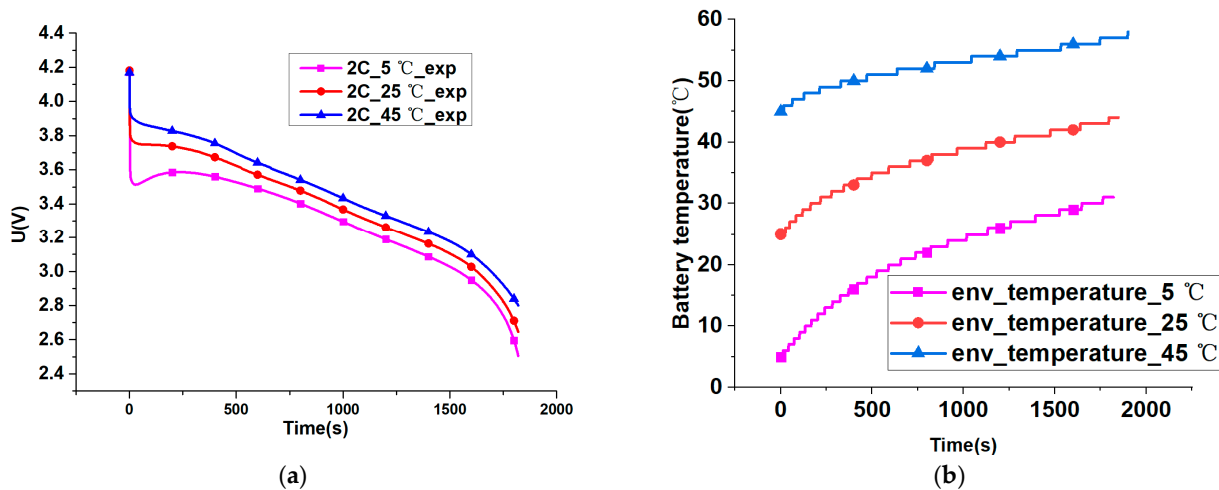 4.4
4.2
4.0
3.8
3.6
3.4
3.2
3.0
2.8
2.6
2.4
U(V)
0
500
1000
1500
2000
Time(s)
2C_5 ℃_exp
2C_25 ℃_exp
2C_45 ℃_exp
(a)
60
50
40
30
20
10
0
Battery temperature(℃)
0
500
1000
1500
2000
Time(s)
env_temperature_5 ℃
env_temperature_25 ℃
env_temperature_45 ℃
(b)